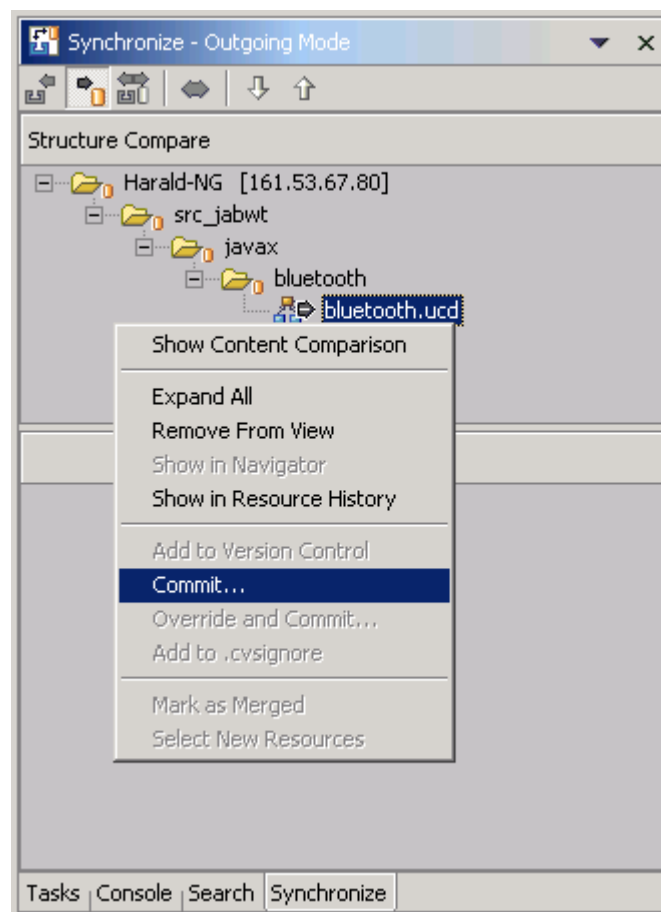 Synchronize - Outgoing Mode
Structure Compare
Harald-NG [161.53.67.80]
src_jabwt
javax
bluetooth
bluetooth.ucd
Show Content Comparison
Expand All
Remove From View
Show in Navigator
Show in Resource History
Add to Version Control
Commit...
Override and Commit...
Add to .cvsignore
Mark as Merged
Select New Resources
Tasks Console Search Synchronize